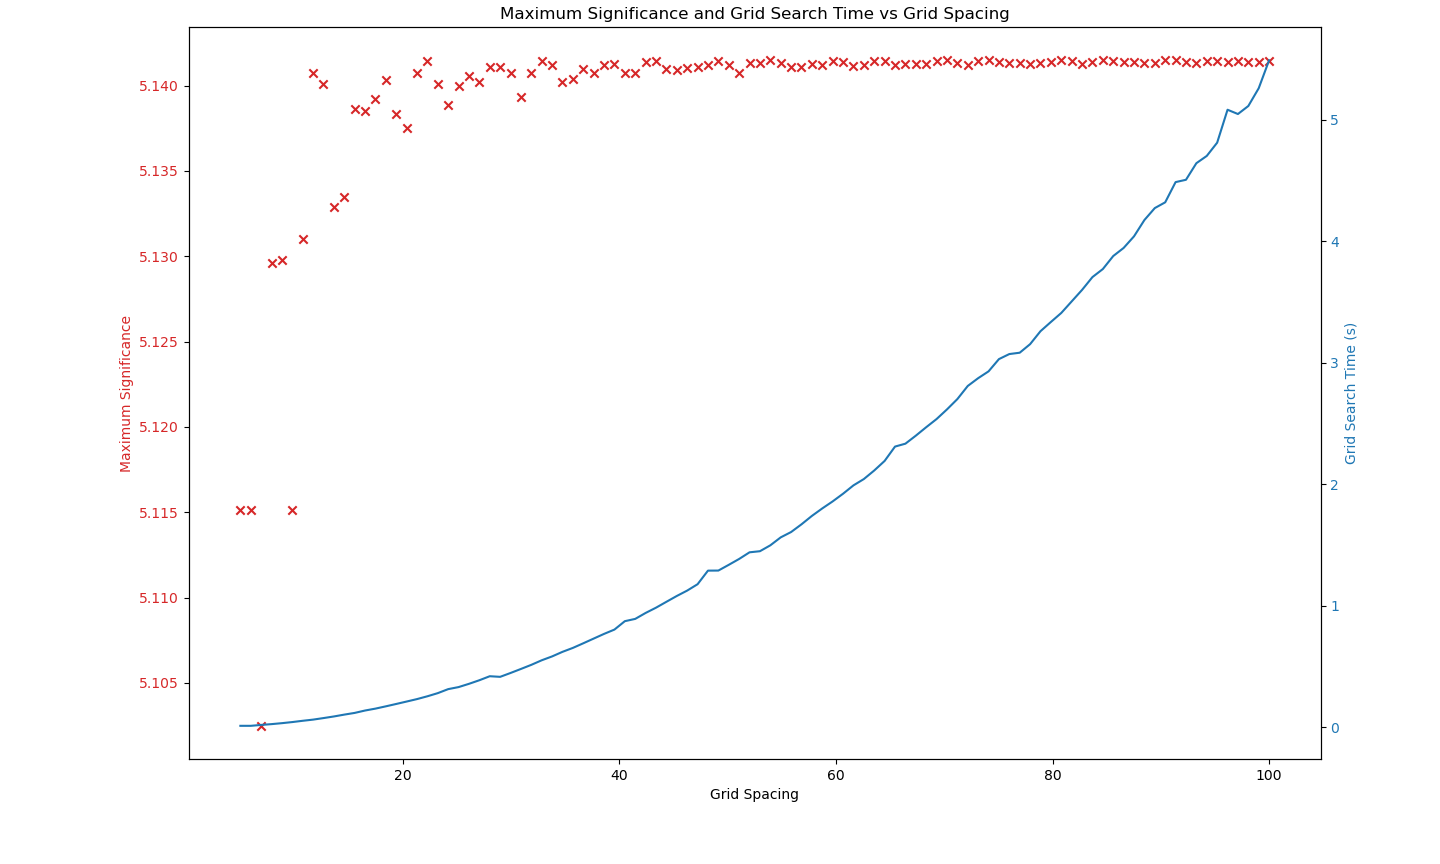 Maximum Significance and Grid Search Time vs Grid Spacing
5.140
5.135
5.130
5.125
5.120
5.115
5.110
5.105
Maximum Significance
5
4
3
2
1
0
Grid Search Time (s)
20 40 60 80 100
Grid Spacing